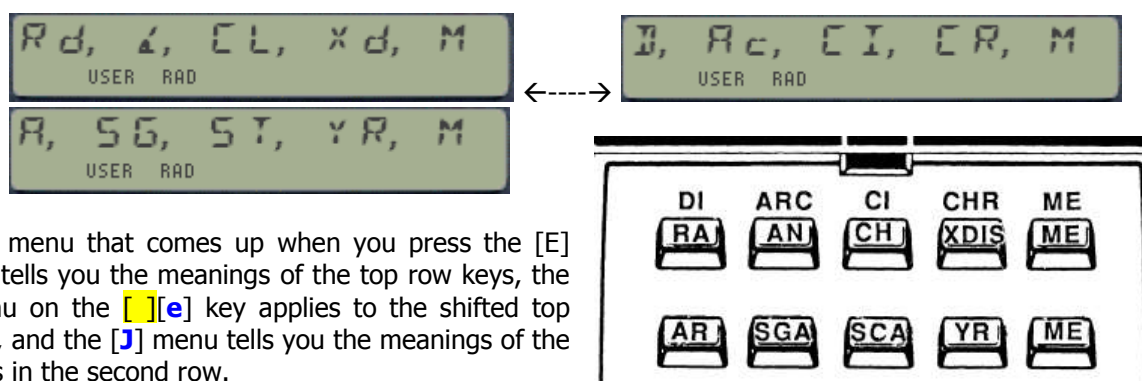 Rd, ∡, CL, Xd, M
USER RAD
D, Ac, CI, CR, M
USER RAD
←----→
A, SG, ST, YR, M
USER RAD
menu that comes up when you press the [E]
tells you the meanings of the top row keys, the
nu on the [ ][e] key applies to the shifted top
, and the [J] menu tells you the meanings of the
s in the second row.
DI ARC CI CHR ME
RA AN CH XDIS ME
AR SGA SCA YR ME